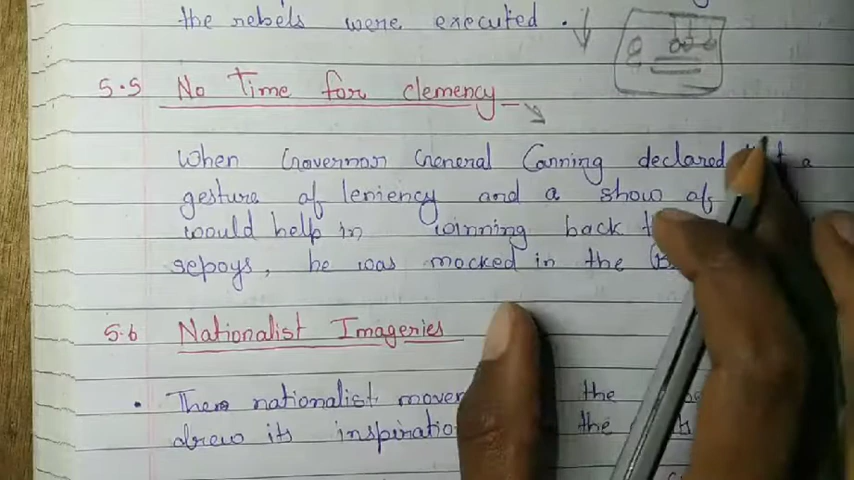 the rebels were executed.
5.5 No Time for clemency
When Governor General Canning declared a
gesture of leniency and a show of
would help in winning back
sepoys, he was mocked in the
5.6 Nationalist Imageries
• The nationalist the
drew its the